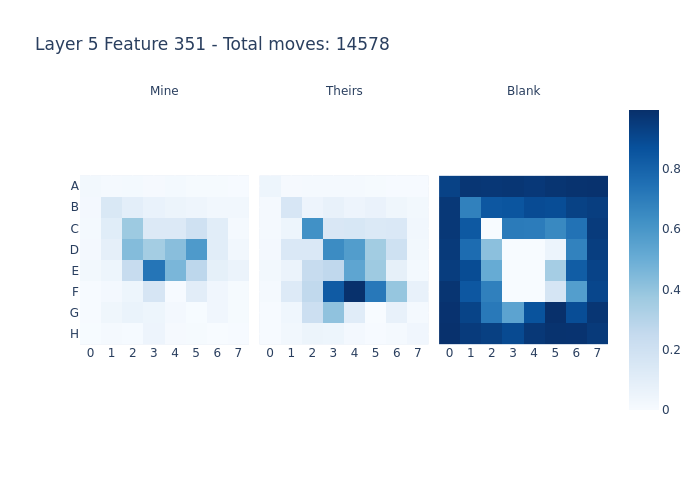 Layer 5 Feature 351 - Total moves: 14578
Mine
Theirs
Blank
A
B
C
D
E
F
G
H
0 1 2 3 4 5 6 7
0 1 2 3 4 5 6 7
0 1 2 3 4 5 6 7
0.8
0.6
0.4
0.2
0